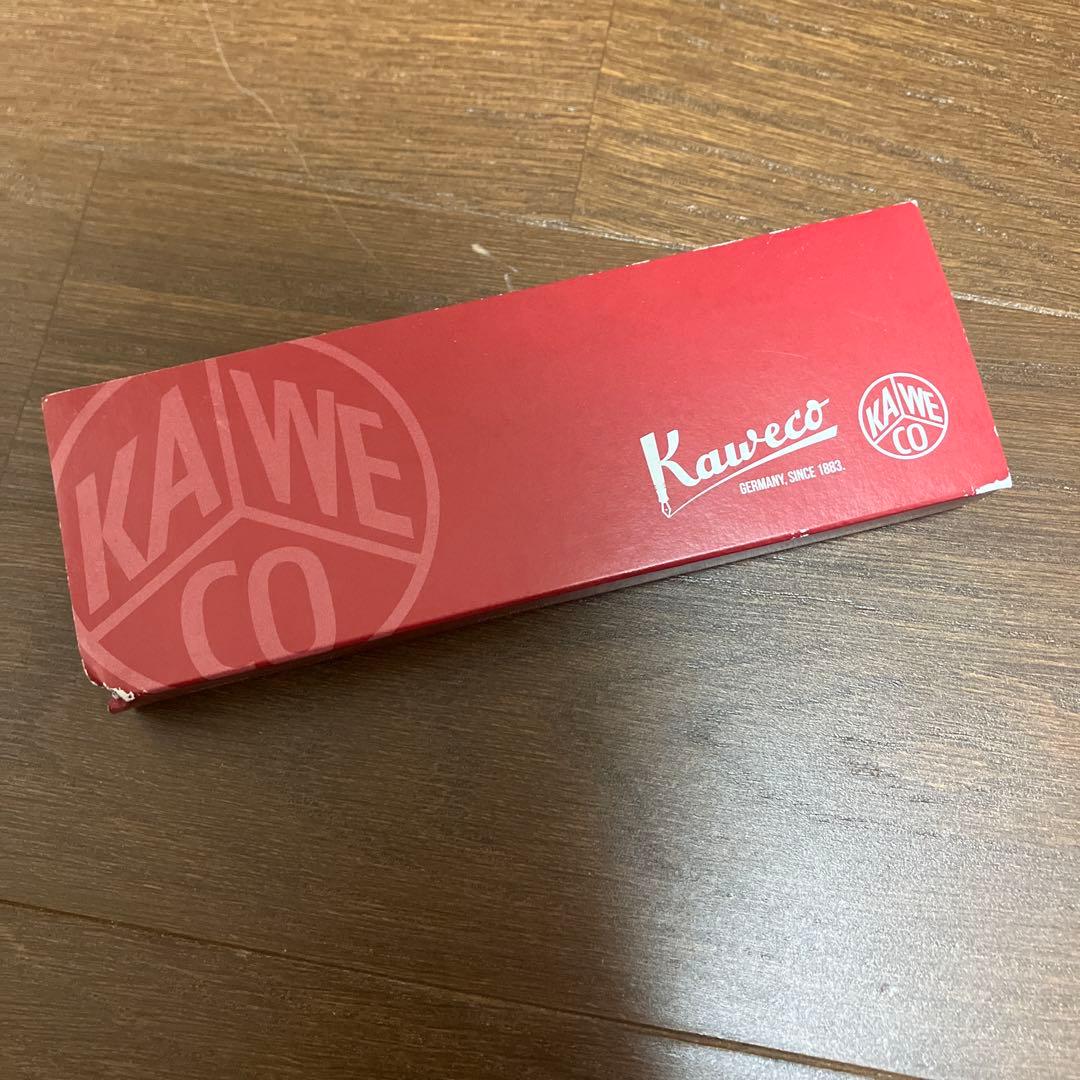 KA WE
CO
Kaweco
GERMANY, SINCE 1883.
KA WE
CO